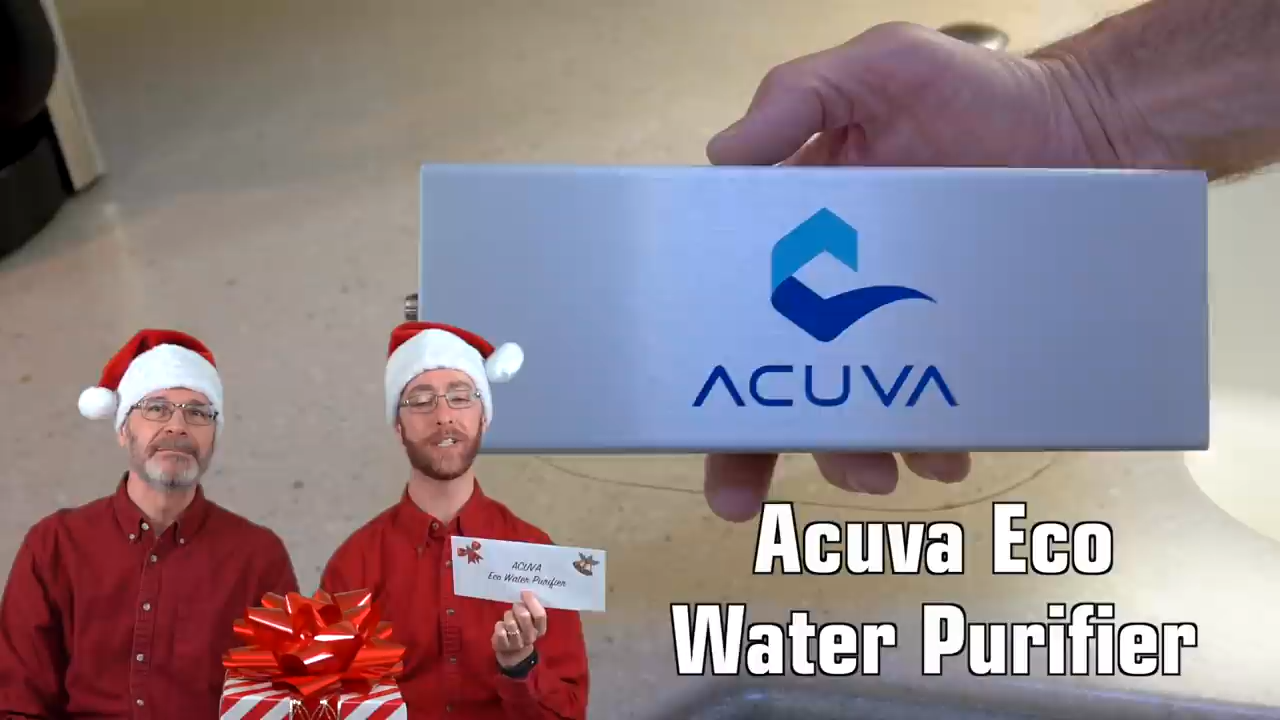 ACUVA
ACUVA
Eco Water Purifier
Acuva Eco
Water Purifier